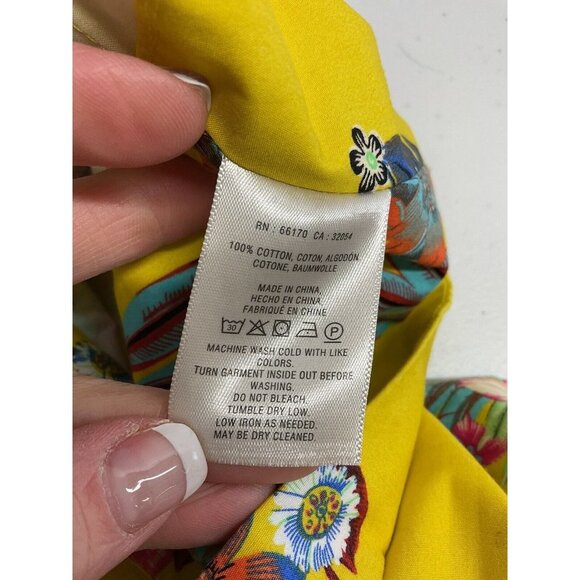 RN : 66170 CA : 32054
100% COTTON, COTON, ALGODÓN
COTONE, BAUMWOLLE
MADE IN CHINA,
HECHO EN CHINA,
FABRIQUÉ EN CHINE
30 P
MACHINE WASH COLD WITH LIKE
COLORS.
TURN GARMENT INSIDE OUT BEFORE
WASHING.
DO NOT BLEACH.
TUMBLE DRY LOW.
LOW IRON AS NEEDED.
MAY BE DRY CLEANED.